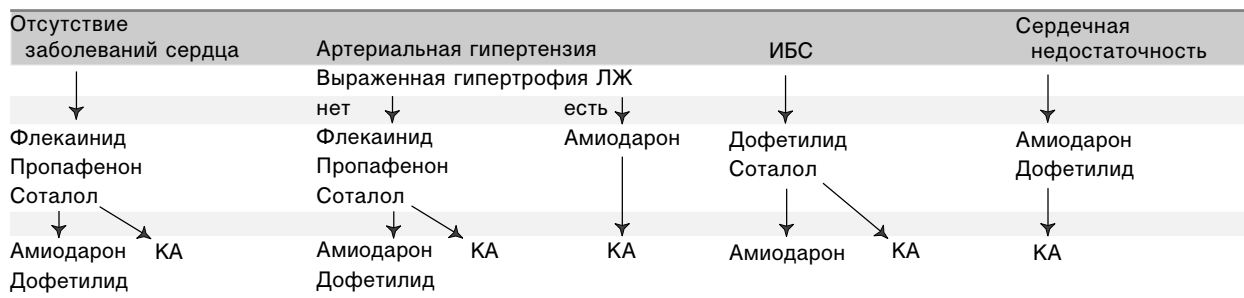 Отсутствие
заболеваний сердца
Артериальная гипертензия
ИБС
Сердечная
недостаточность
Выраженная гипертрофия ЛЖ
нет
есть
Флекаинид
Пропафенон
Соталол
Флекаинид
Пропафенон
Соталол
Амиодарон
Дофетилид
Соталол
Амиодарон
Дофетилид
Амиодарон
КА
Дофетилид
Амиодарон
КА
Дофетилид
КА
Амиодарон
КА
КА